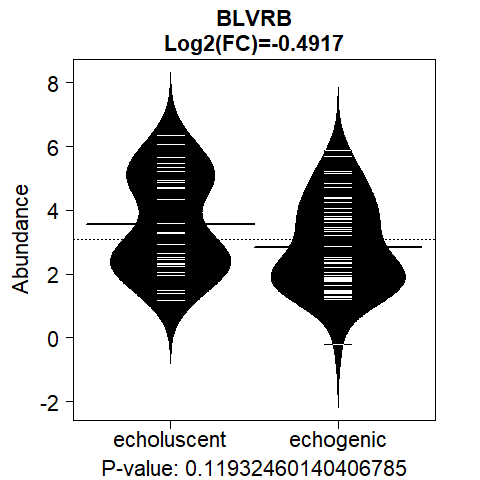 BLVRB
Log2(FC)=-0.4917
Abundance
8
6
4
2
0
-2
echoluscent echogenic
P-value: 0.11932460140406785